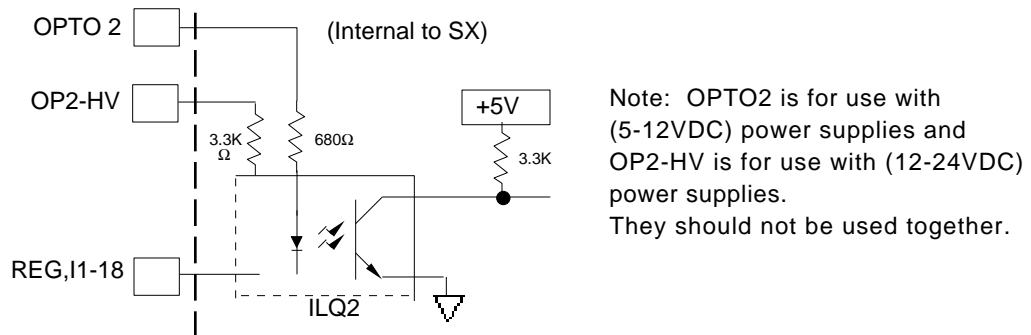 OPTO 2
(Internal to SX)
OP2-HV
+5V
3.3K
Ω
680Ω
3.3K
REG,I1-18
ILQ2
Note:  OPTO2 is for use with
(5-12VDC) power supplies and
OP2-HV is for use with (12-24VDC)
power supplies.
They should not be used together.